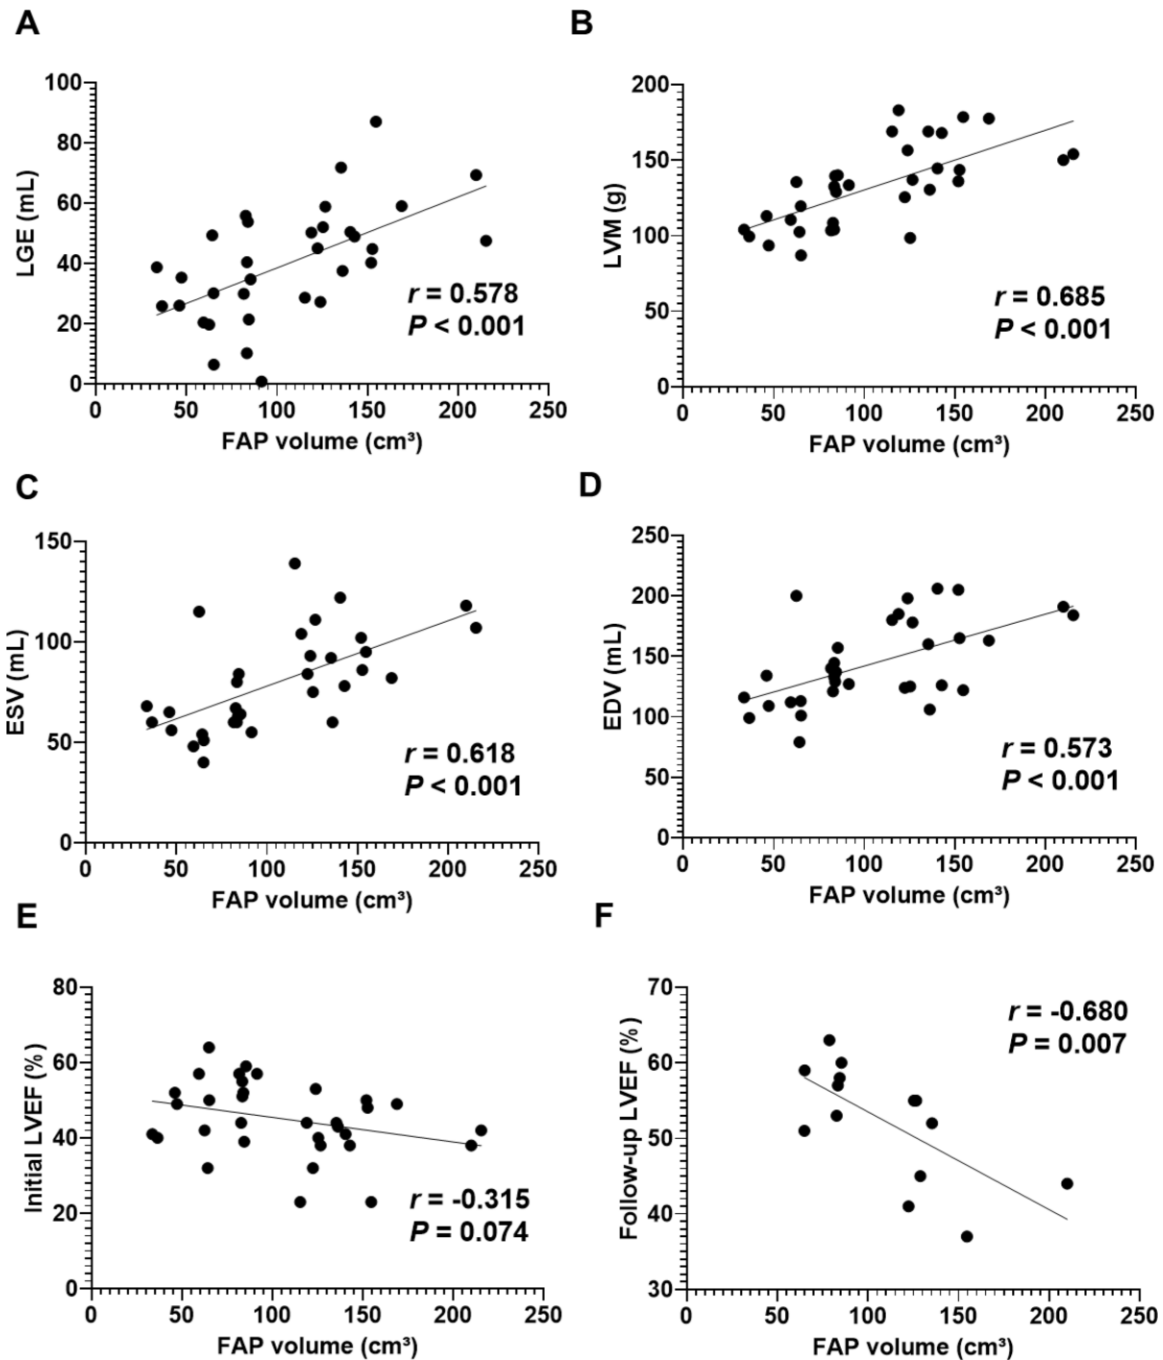 A
LGE (mL)
100
80
60
40
20
0
0 50 100 150 200 250
FAP volume (cm³)
r = 0.578
P < 0.001
B
LVM (g)
200
150
100
50
0
0 50 100 150 200 250
FAP volume (cm³)
r = 0.685
P < 0.001
C
ESV (mL)
150
100
50
0
0 50 100 150 200 250
FAP volume (cm³)
r = 0.618
P < 0.001
D
EDV (mL)
250
200
150
100
50
0
0 50 100 150 200 250
FAP volume (cm³)
r = 0.573
P < 0.001
E
Initial LVEF (%)
80
60
40
20
0
0 50 100 150 200 250
FAP volume (cm³)
r = -0.315
P = 0.074
F
Follow-up LVEF (%)
70
60
50
40
30
0 50 100 150 200 250
FAP volume (cm³)
r = -0.680
P = 0.007